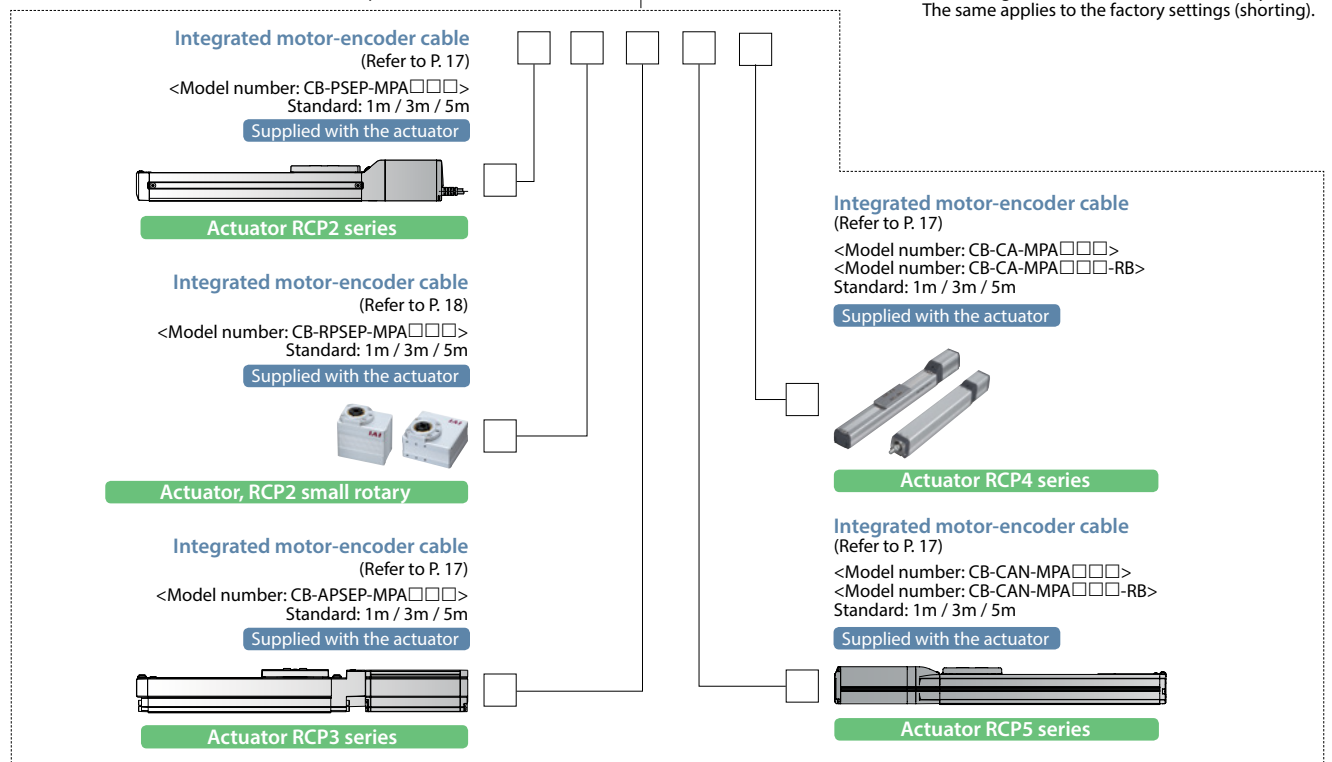 The same applies to the factory settings (shorting).
Integrated motor-encoder cable
(Refer to P. 17)
<Model number: CB-PSEP-MPA□□□>
Standard: 1m / 3m / 5m
Supplied with the actuator
Actuator RCP2 series
Integrated motor-encoder cable
(Refer to P. 18)
<Model number: CB-RPSEP-MPA□□□>
Standard: 1m / 3m / 5m
Supplied with the actuator
IAI
IAI
Actuator, RCP2 small rotary
Integrated motor-encoder cable
(Refer to P. 17)
<Model number: CB-APSEP-MPA□□□>
Standard: 1m / 3m / 5m
Supplied with the actuator
Actuator RCP3 series
Integrated motor-encoder cable
(Refer to P. 17)
<Model number: CB-CA-MPA□□□>
<Model number: CB-CA-MPA□□□-RB>
Standard: 1m / 3m / 5m
Supplied with the actuator
Actuator RCP4 series
Integrated motor-encoder cable
(Refer to P. 17)
<Model number: CB-CAN-MPA□□□>
<Model number: CB-CAN-MPA□□□-RB>
Standard: 1m / 3m / 5m
Supplied with the actuator
Actuator RCP5 series